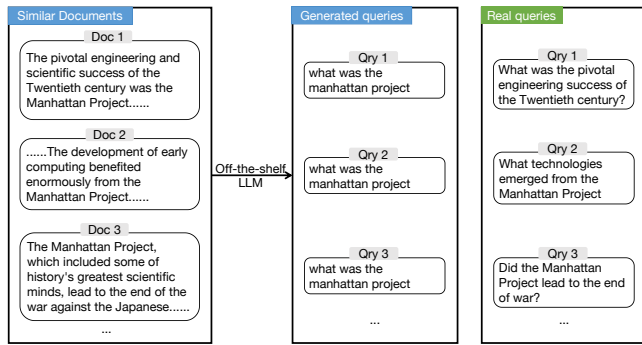 Similar Documents
Doc 1
The pivotal engineering and
scientific success of the
Twentieth century was the
Manhattan Project......
Doc 2
......The development of early
computing benefited
enormously from the
Manhattan Project......
Doc 3
The Manhattan Project,
which included some of
history's greatest scientific
minds, lead to the end of the
war against the Japanese......
...
Off-the-shelf
LLM
Generated queries
Qry 1
what was the
manhattan project
Qry 2
what was the
manhattan project
Qry 3
what was the
manhattan project
...
Real queries
Qry 1
What was the pivotal
engineering success of
the Twentieth century?
Qry 2
What technologies
emerged from the
Manhattan Project
Qry 3
Did the Manhattan
Project lead to the end
of war?
...